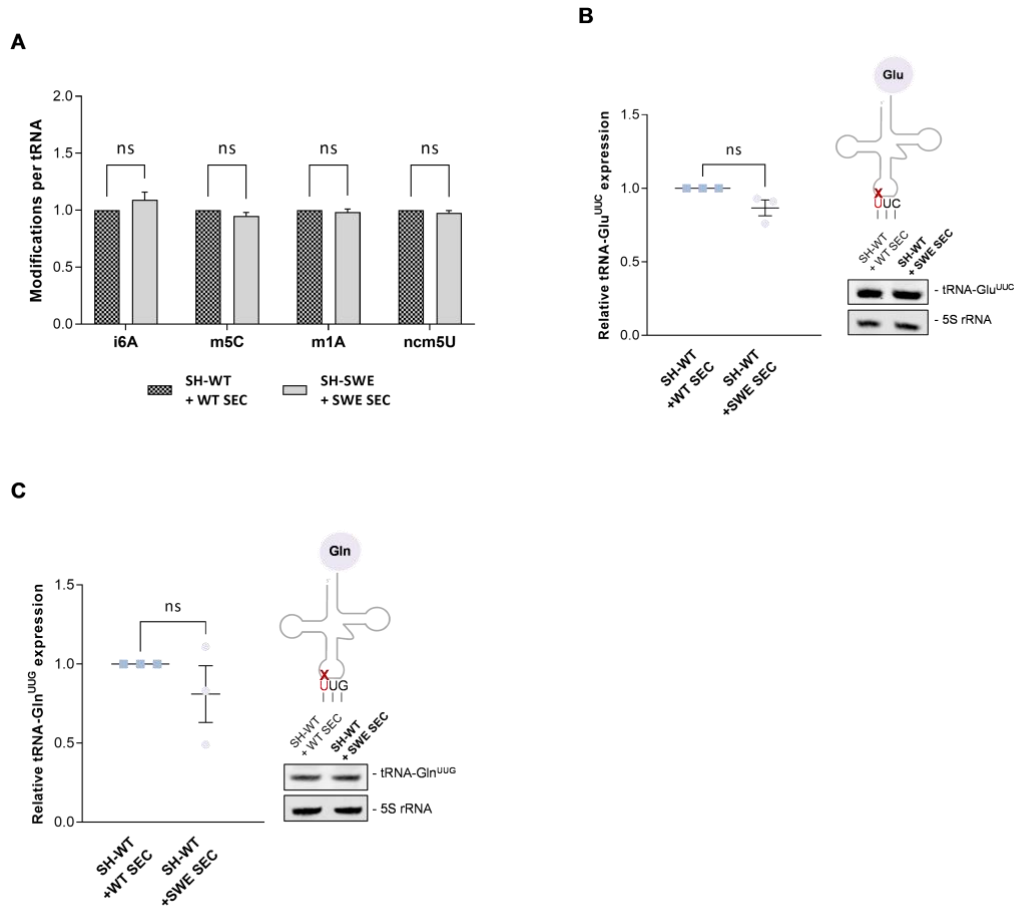 A
Modifications per tRNA
2.0
1.5
1.0
0.5
0.0
ns
ns
ns
ns
i6A
m5C
m1A
ncm5U
SH-WT
+ WT SEC
SH-SWE
+ SWE SEC
B
Relative tRNA-GluUUC expression
1.5
1.0
0.5
0.0
ns
SH-WT
+WT SEC
SH-WT
+SWE SEC
Glu
X
UUC
SH-WT
+ WT SEC
SH-WT
+ SWE SEC
- tRNA-GluUUC
- 5S rRNA
C
Relative tRNA-GlnUUG expression
1.5
1.0
0.5
0.0
ns
SH-WT
+WT SEC
SH-WT
+SWE SEC
Gln
X
UUG
SH-WT
+ WT SEC
SH-WT
+ SWE SEC
- tRNA-GlnUUG
- 5S rRNA